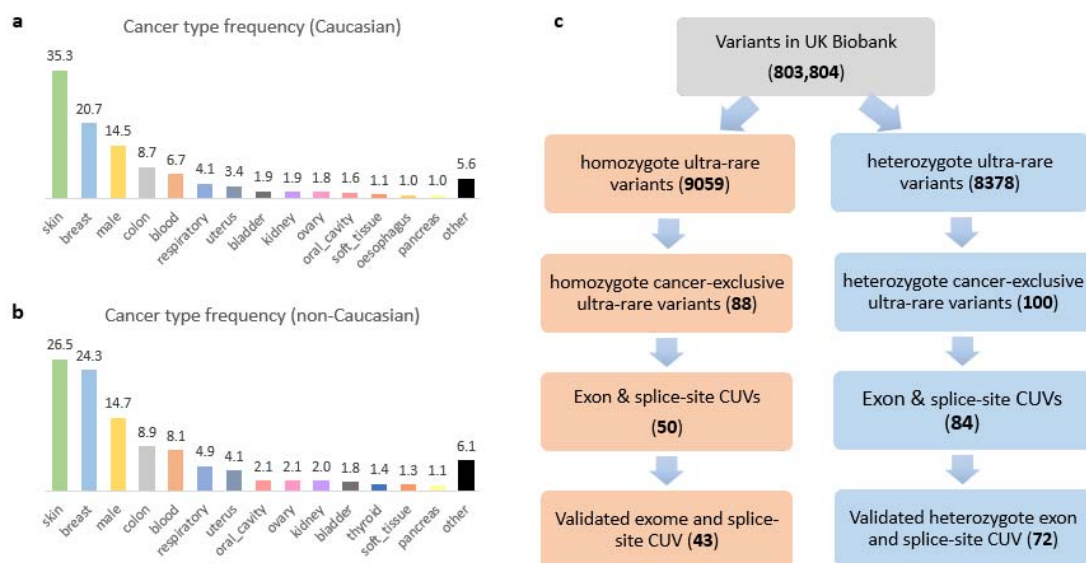 a
Cancer type frequency (Caucasian)
35.3
20.7
14.5
8.7
6.7
4.1
3.4
1.9
1.9
1.8
1.6
1.1
1.0
1.0
5.6
skin
breast
male
colon
blood
respiratory
uterus
bladder
kidney
ovary
oral_cavity
soft_tissue
oesophagus
pancreas
other
b
Cancer type frequency (non-Caucasian)
26.5
24.3
14.7
8.9
8.1
4.9
4.1
2.1
2.1
2.0
1.8
1.4
1.3
1.1
6.1
skin
breast
male
colon
blood
respiratory
uterus
oral_cavity
ovary
kidney
bladder
thyroid
soft_tissue
pancreas
other
c
Variants in UK Biobank
(803,804)
homozygote ultra-rare
variants (9059)
heterozygote ultra-rare
variants (8378)
homozygote cancer-exclusive
ultra-rare variants (88)
heterozygote cancer-exclusive
ultra-rare variants (100)
Exon & splice-site CUVs
(50)
Exon & splice-site CUVs
(84)
Validated exome and splice-
site CUV (43)
Validated heterozygote exon
and splice-site CUV (72)